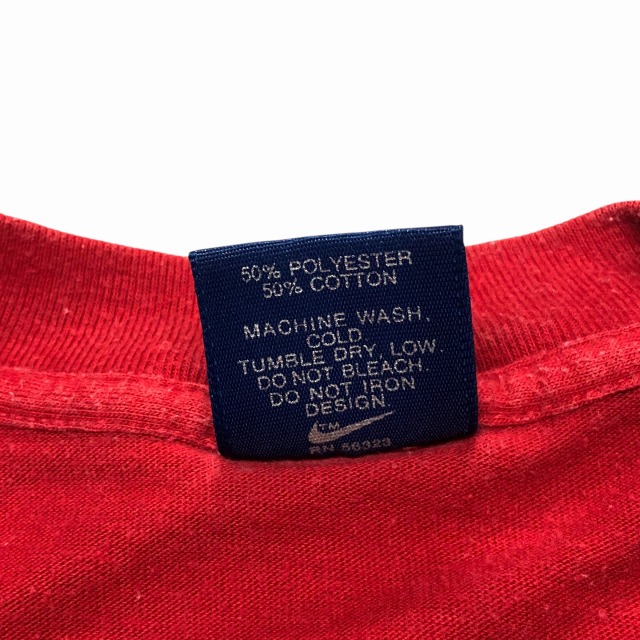 50% POLYESTER
50% COTTON
MACHINE WASH,
COLD.
TUMBLE DRY, LOW.
DO NOT BLEACH.
DO NOT IRON
DESIGN.
TM
RN 56323